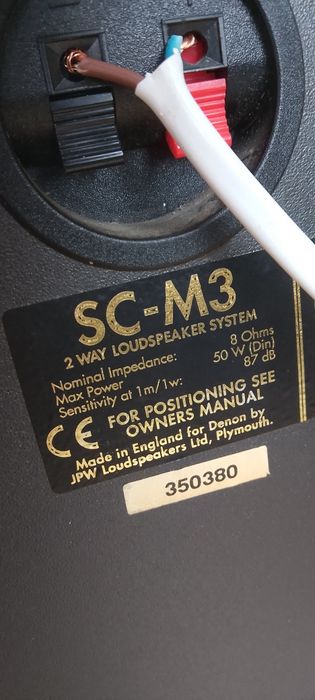 SC-M3
2 WAY LOUDSPEAKER SYSTEM
Nominal Impedance: 8 Ohms
Max Power 50 W (Din)
Sensitivity at 1m/1w: 87 dB
CE FOR POSITIONING SEE
OWNERS MANUAL
Made in England for Denon by
JPW Loudspeakers Ltd, Plymouth.
350380